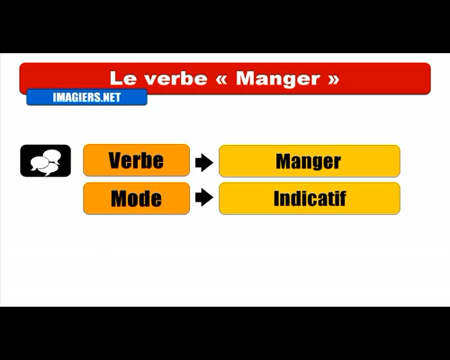 Le verbe « Manger »
IMAGIERS.NET
Verbe Manger
Mode Indicatif